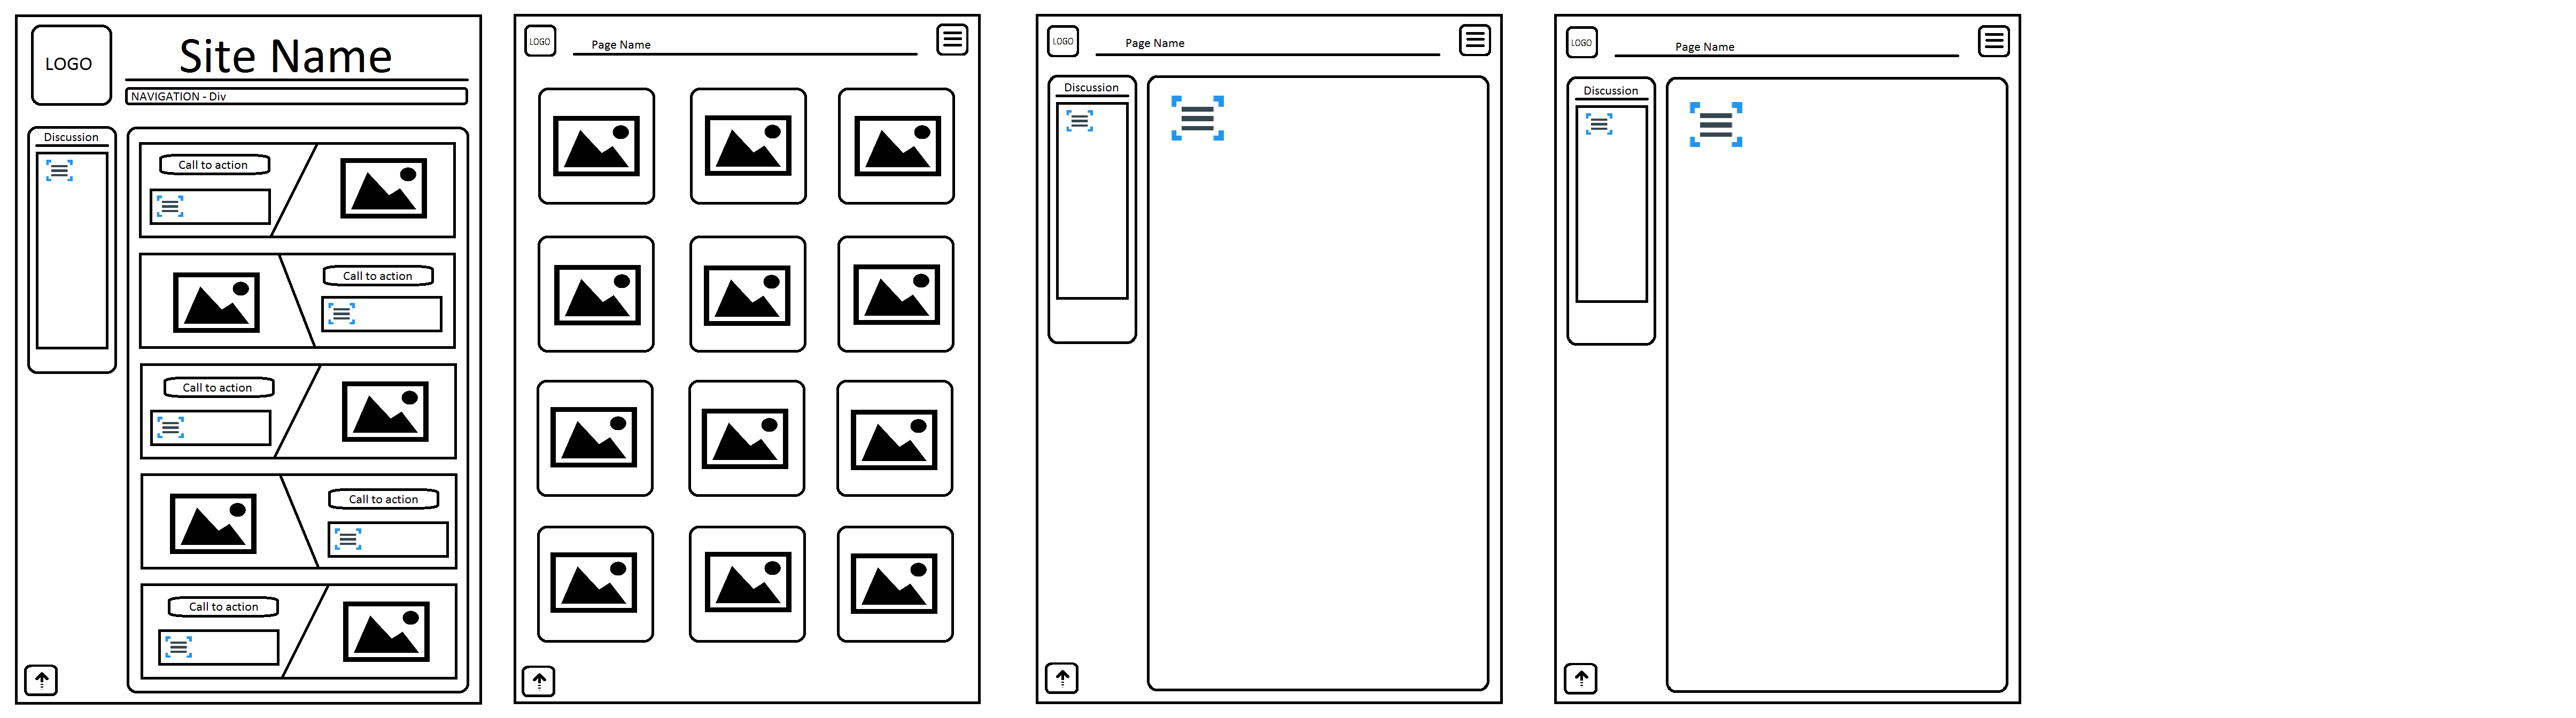 LOGO
Site Name
NAVIGATION - Div
Discussion
Call to action
Call to action
Call to action
Call to action
Call to action
LOGO
Page Name
LOGO
Page Name
Discussion
LOGO
Page Name
Discussion